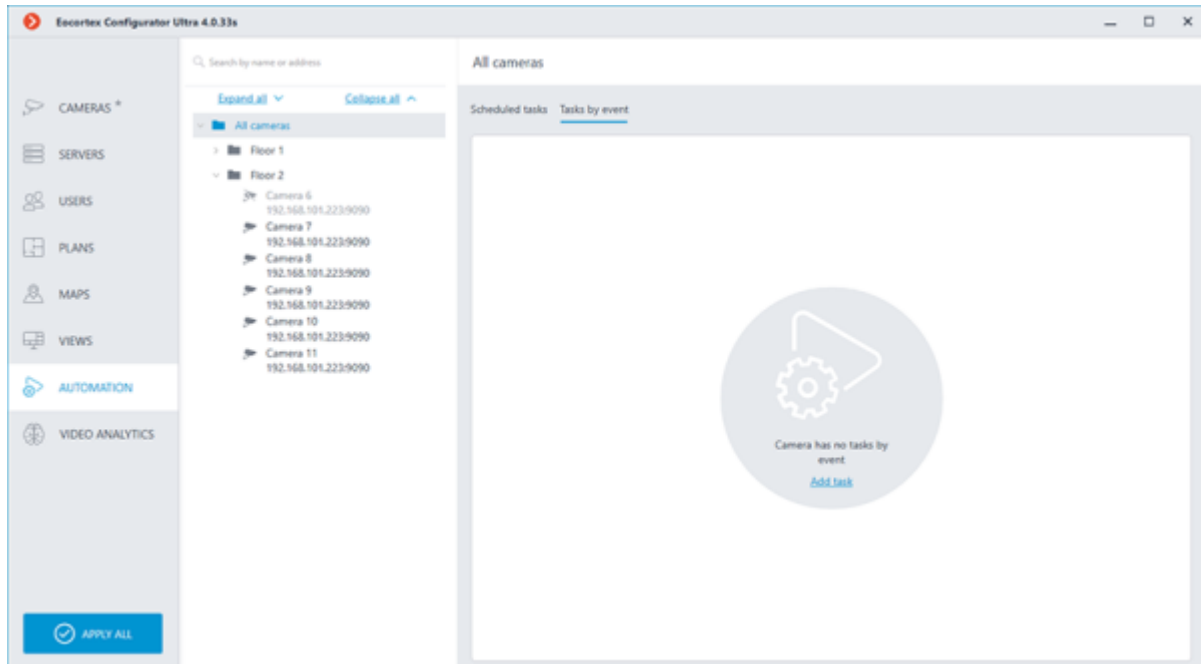 Eocortex Configurator Ultra 4.0.33s
Search by name or address
Expand all
Collapse all
All cameras
Floor 1
Floor 2
Camera 6
192.168.101.223:9090
Camera 7
192.168.101.223:9090
Camera 8
192.168.101.223:9090
Camera 9
192.168.101.223:9090
Camera 10
192.168.101.223:9090
Camera 11
192.168.101.223:9090
CAMERAS *
SERVERS
USERS
PLANS
MAPS
VIEWS
AUTOMATION
VIDEO ANALYTICS
APPLY ALL
All cameras
Scheduled tasks Tasks by event
Camera has no tasks by
event
Add task